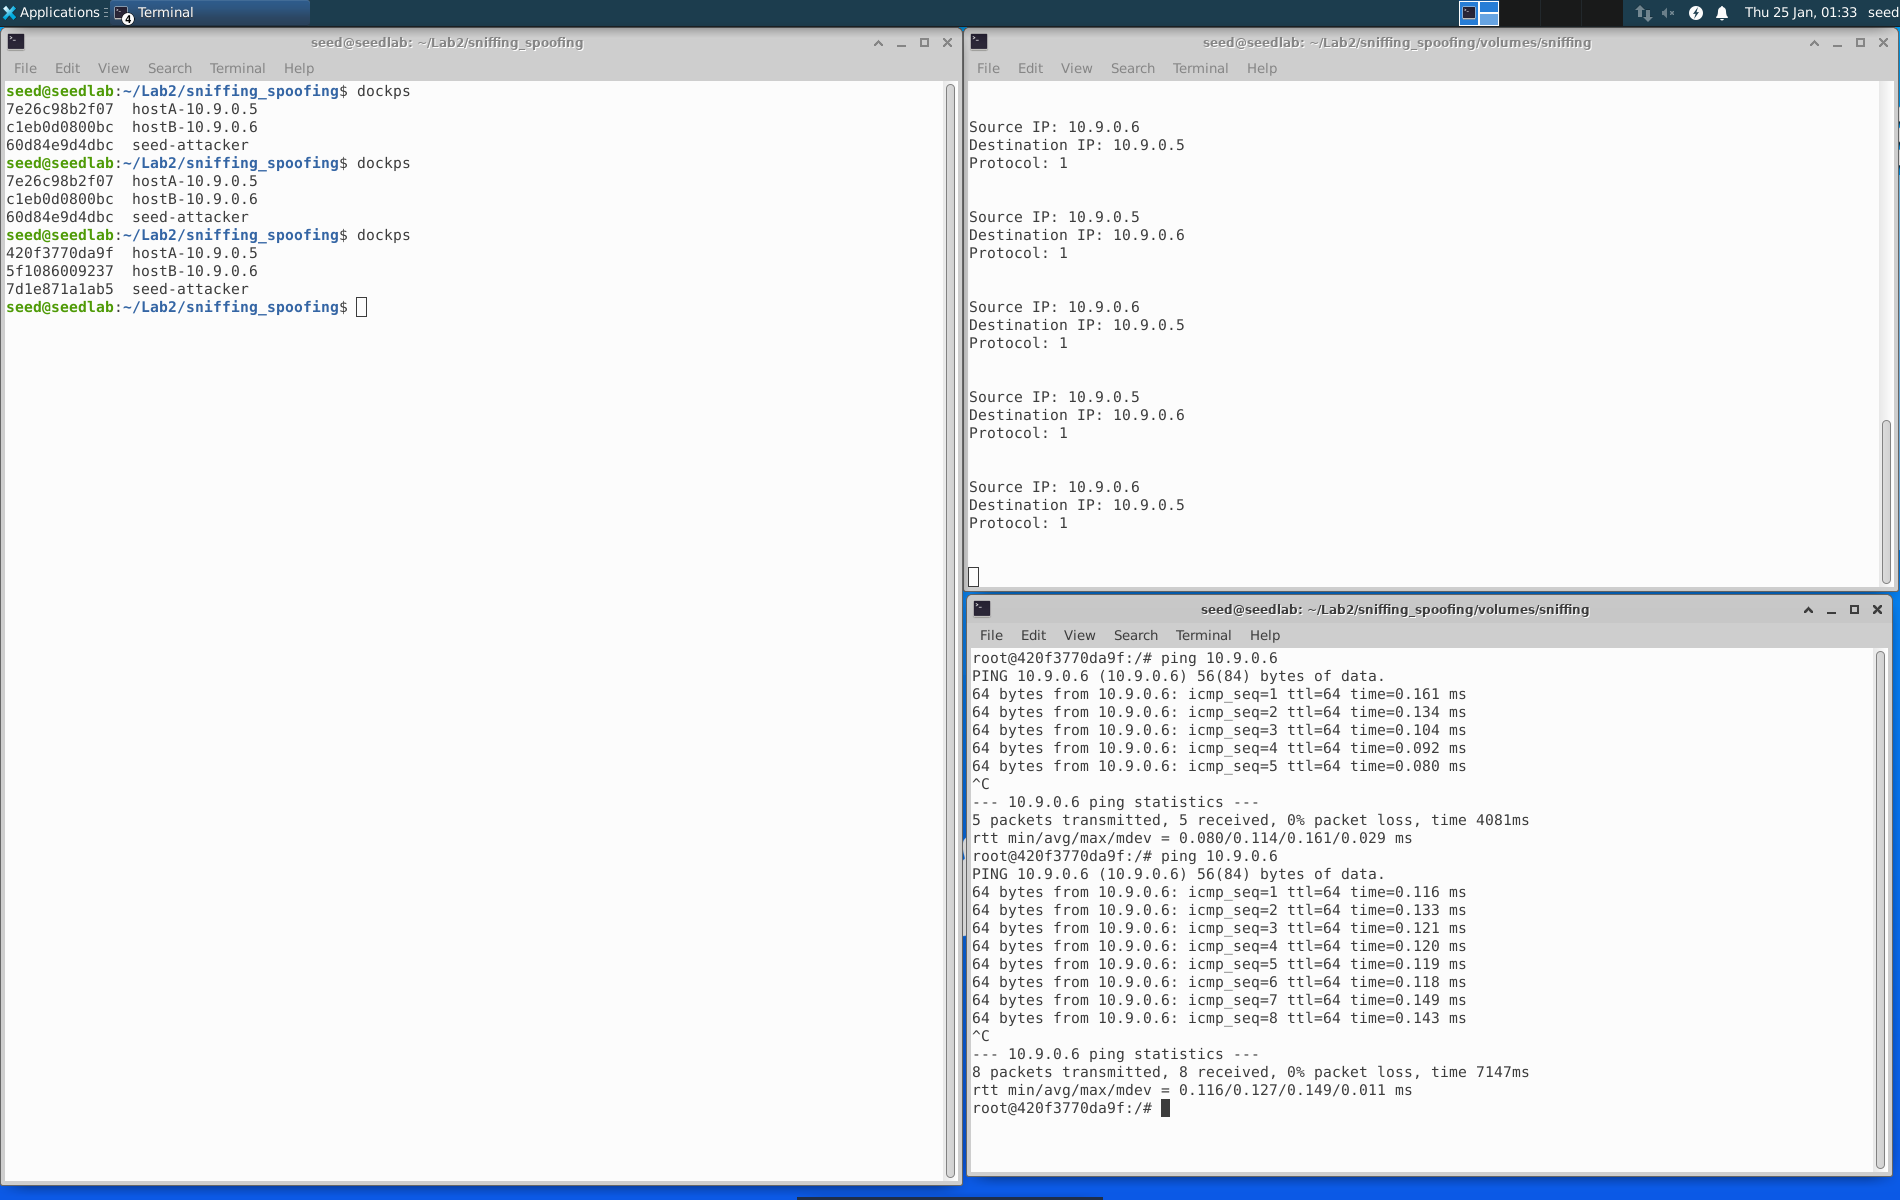 Applications
4
Terminal
Thu 25 Jan, 01:33
seed
seed@seedlab: ~/Lab2/sniffing_spoofing
File Edit View Search Terminal Help
seed@seedlab:~/Lab2/sniffing_spoofing$ dockps
7e26c98b2f07  hostA-10.9.0.5
c1eb0d0800bc  hostB-10.9.0.6
60d84e9d4dbc  seed-attacker
seed@seedlab:~/Lab2/sniffing_spoofing$ dockps
7e26c98b2f07  hostA-10.9.0.5
c1eb0d0800bc  hostB-10.9.0.6
60d84e9d4dbc  seed-attacker
seed@seedlab:~/Lab2/sniffing_spoofing$ dockps
420f3770da9f  hostA-10.9.0.5
5f1086009237  hostB-10.9.0.6
7d1e871a1ab5  seed-attacker
seed@seedlab:~/Lab2/sniffing_spoofing$
seed@seedlab: ~/Lab2/sniffing_spoofing/volumes/sniffing
File Edit View Search Terminal Help
Source IP: 10.9.0.6
Destination IP: 10.9.0.5
Protocol: 1
Source IP: 10.9.0.5
Destination IP: 10.9.0.6
Protocol: 1
Source IP: 10.9.0.6
Destination IP: 10.9.0.5
Protocol: 1
Source IP: 10.9.0.5
Destination IP: 10.9.0.6
Protocol: 1
Source IP: 10.9.0.6
Destination IP: 10.9.0.5
Protocol: 1
seed@seedlab: ~/Lab2/sniffing_spoofing/volumes/sniffing
File Edit View Search Terminal Help
root@420f3770da9f:/# ping 10.9.0.6
PING 10.9.0.6 (10.9.0.6) 56(84) bytes of data.
64 bytes from 10.9.0.6: icmp_seq=1 ttl=64 time=0.161 ms
64 bytes from 10.9.0.6: icmp_seq=2 ttl=64 time=0.134 ms
64 bytes from 10.9.0.6: icmp_seq=3 ttl=64 time=0.104 ms
64 bytes from 10.9.0.6: icmp_seq=4 ttl=64 time=0.092 ms
64 bytes from 10.9.0.6: icmp_seq=5 ttl=64 time=0.080 ms
^C
--- 10.9.0.6 ping statistics ---
5 packets transmitted, 5 received, 0% packet loss, time 4081ms
rtt min/avg/max/mdev = 0.080/0.114/0.161/0.029 ms
root@420f3770da9f:/# ping 10.9.0.6
PING 10.9.0.6 (10.9.0.6) 56(84) bytes of data.
64 bytes from 10.9.0.6: icmp_seq=1 ttl=64 time=0.116 ms
64 bytes from 10.9.0.6: icmp_seq=2 ttl=64 time=0.133 ms
64 bytes from 10.9.0.6: icmp_seq=3 ttl=64 time=0.121 ms
64 bytes from 10.9.0.6: icmp_seq=4 ttl=64 time=0.120 ms
64 bytes from 10.9.0.6: icmp_seq=5 ttl=64 time=0.119 ms
64 bytes from 10.9.0.6: icmp_seq=6 ttl=64 time=0.118 ms
64 bytes from 10.9.0.6: icmp_seq=7 ttl=64 time=0.149 ms
64 bytes from 10.9.0.6: icmp_seq=8 ttl=64 time=0.143 ms
^C
--- 10.9.0.6 ping statistics ---
8 packets transmitted, 8 received, 0% packet loss, time 7147ms
rtt min/avg/max/mdev = 0.116/0.127/0.149/0.011 ms
root@420f3770da9f:/#